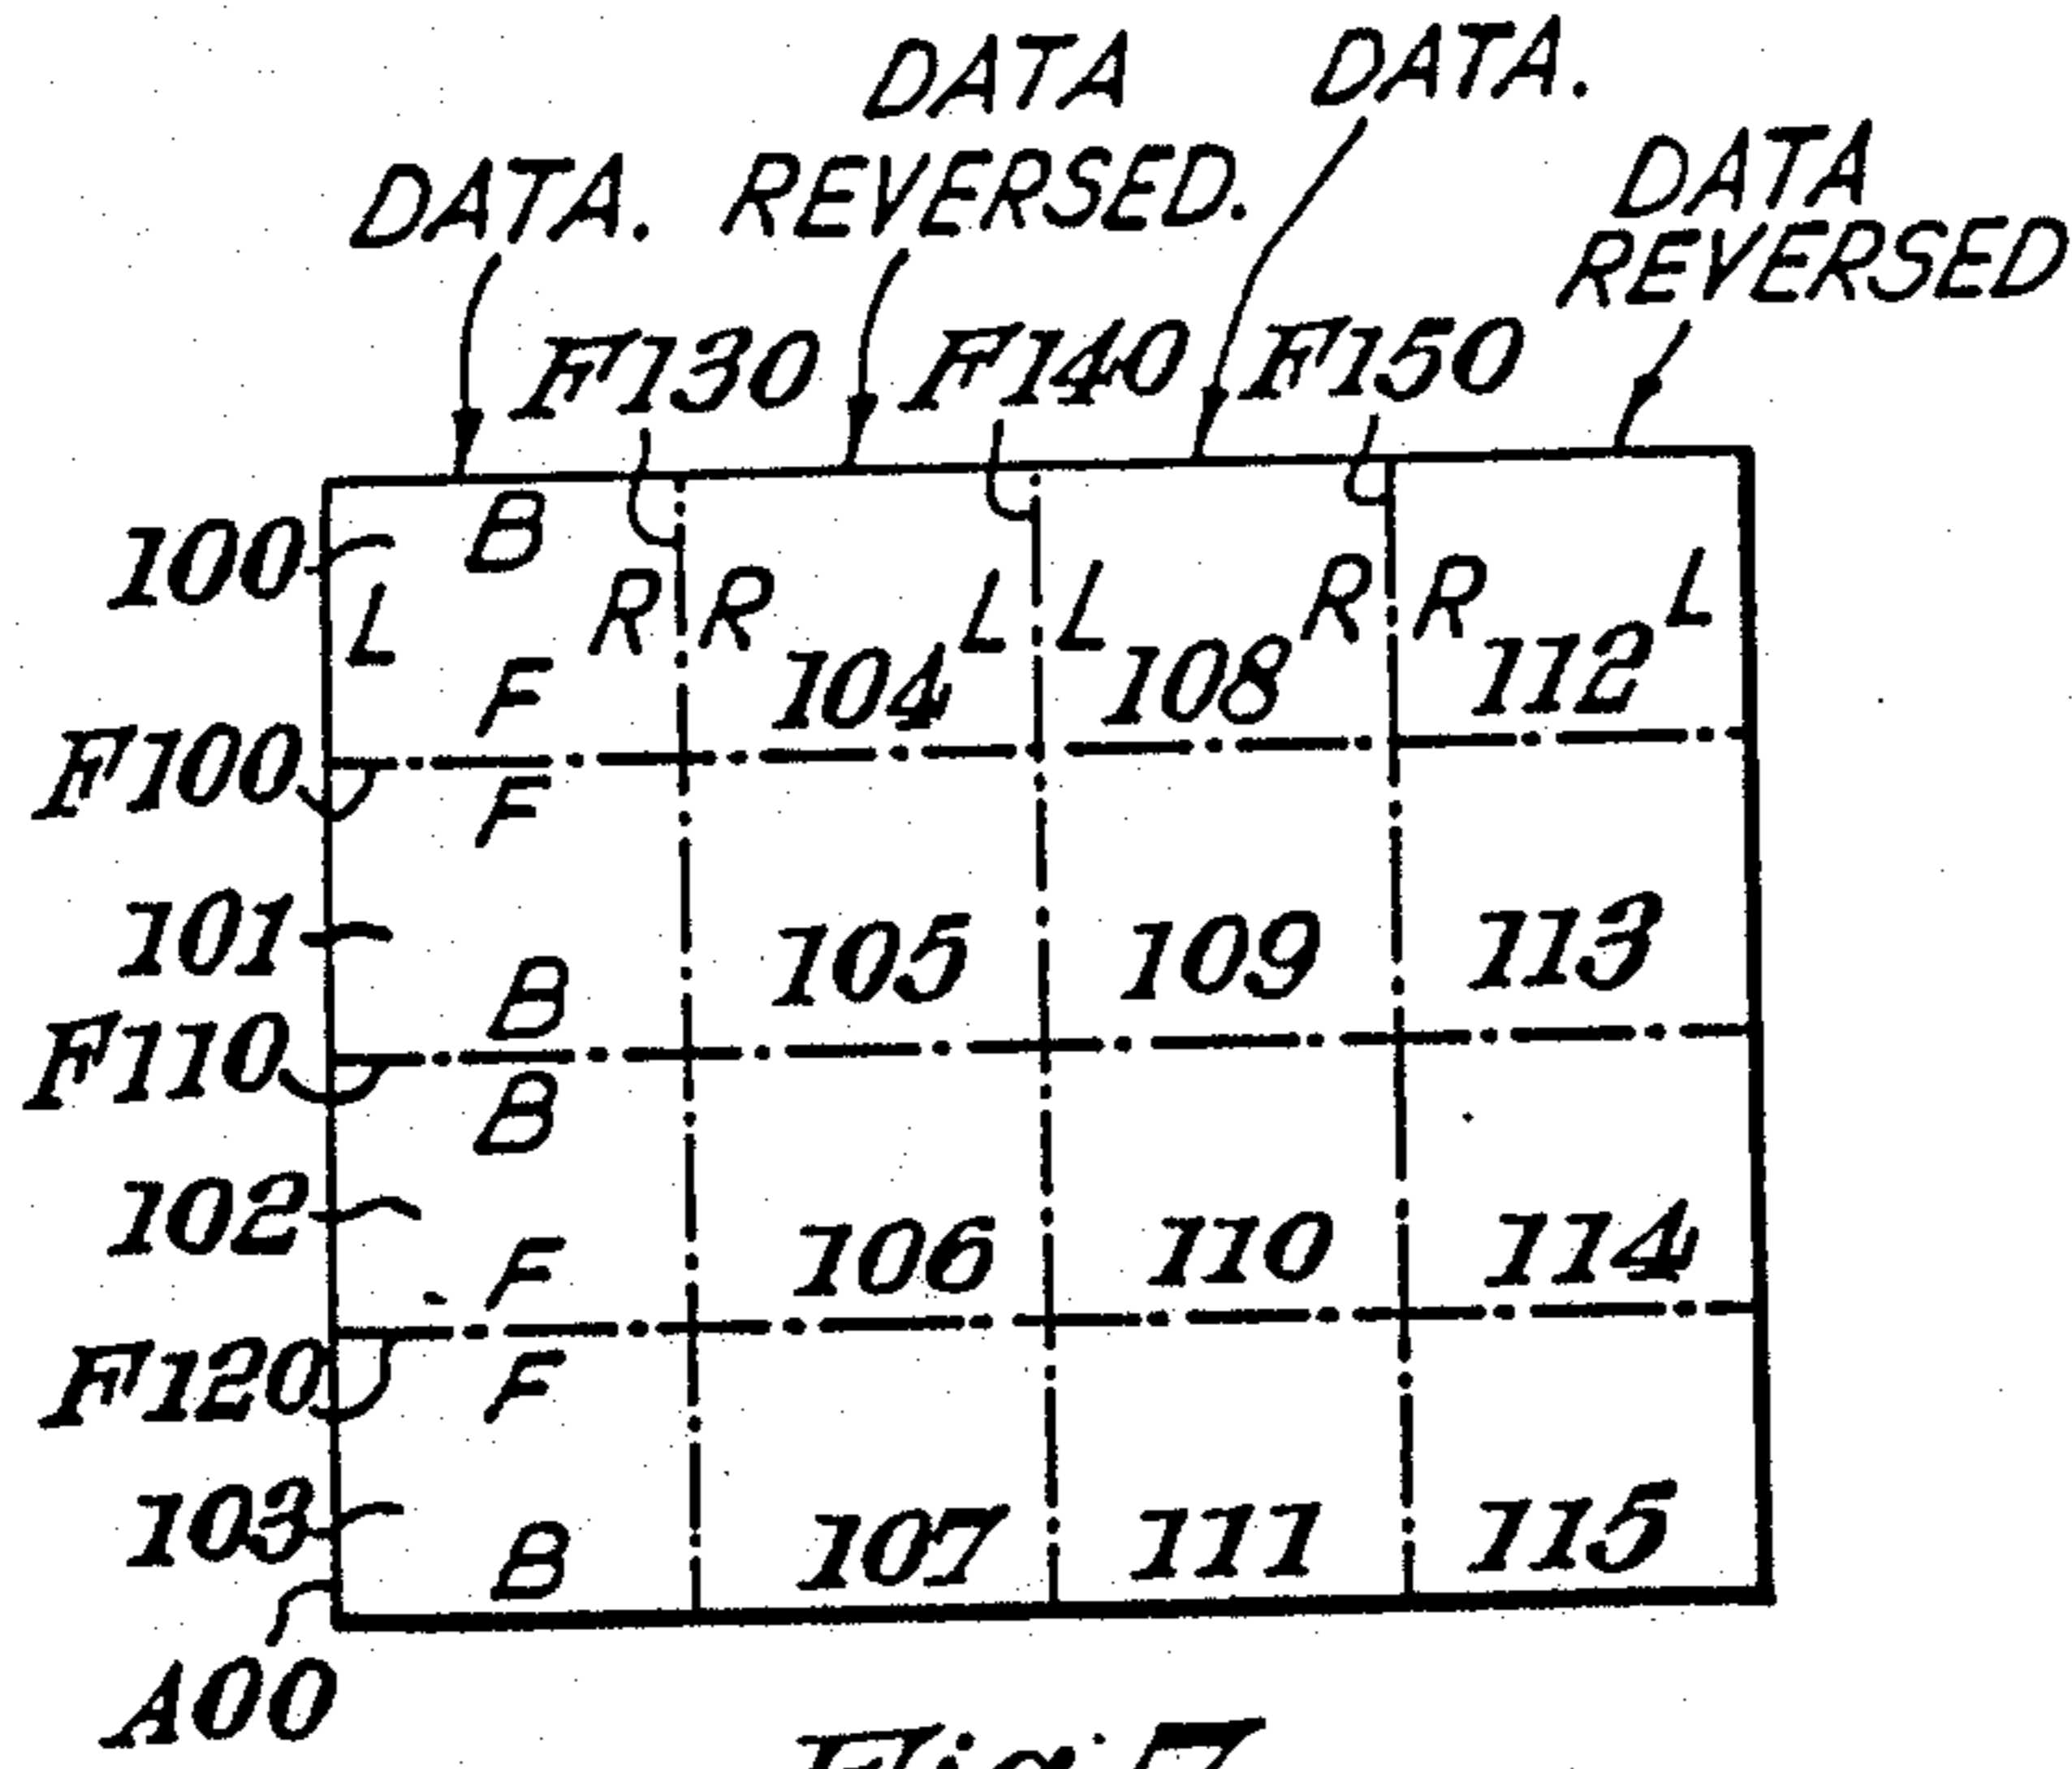 DATA DATA.
DATA. REVERSED. DATA
REVERSED
F130 F140 F150
100 B
L R R L L R R L
F 104 108 112
F100
F
101 105 109 113
B
F110
B
102 106 110 114
F
F120
F
103 107 111 115
B
A00